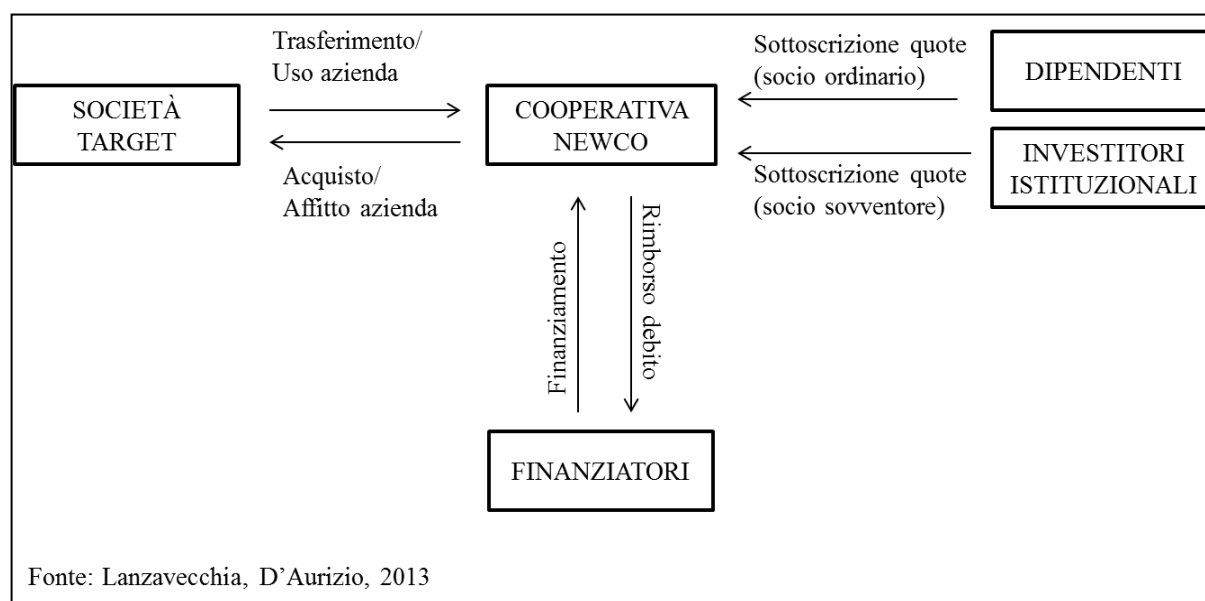 Trasferimento/
Uso azienda
SOCIETÀ
TARGET
Acquisto/
Affitto azienda
COOPERATIVA
NEWCO
Sottoscrizione quote
(socio ordinario)
DIPENDENTI
Sottoscrizione quote
(socio sovventore)
INVESTITORI
ISTITUZIONALI
Finanziamento
Rimborso debito
FINANZIATORI
Fonte: Lanzavecchia, D’Aurizio, 2013